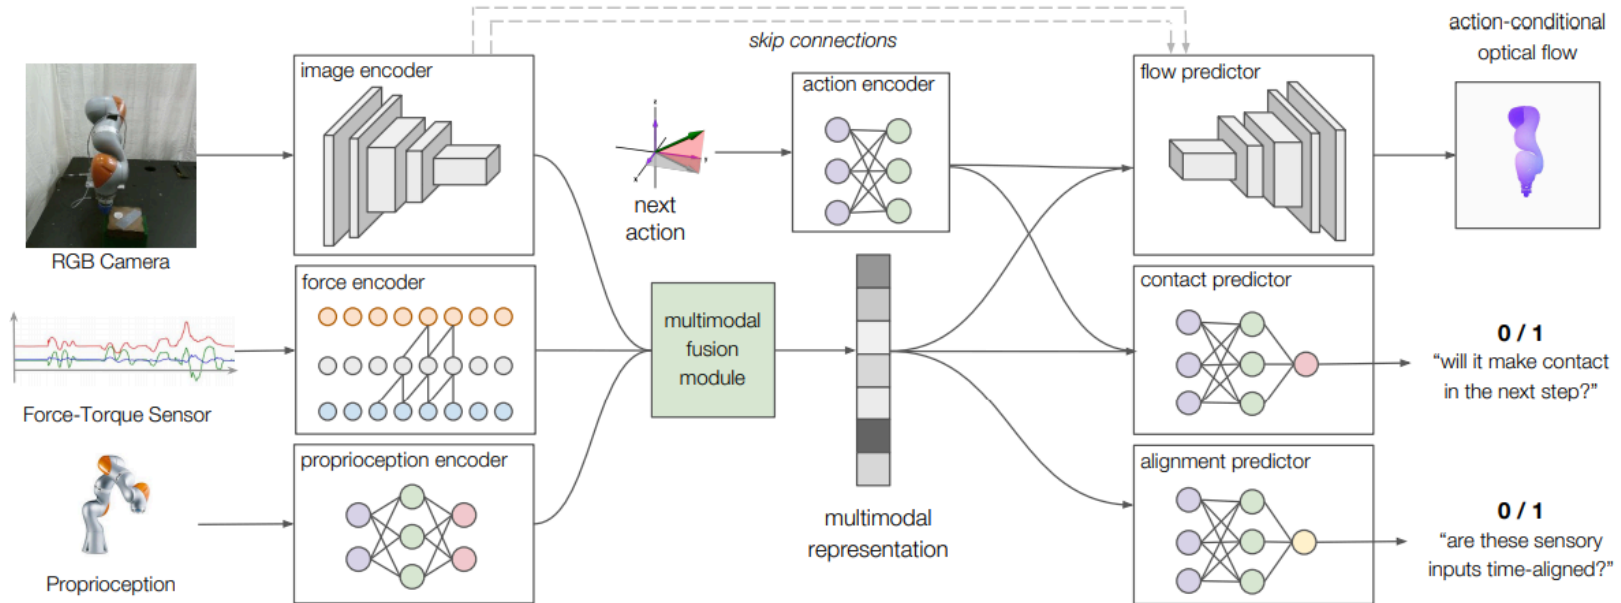 skip connections
image encoder
RGB Camera
force encoder
Force-Torque Sensor
proprioception encoder
Proprioception
z
y
x
next
action
action encoder
multimodal
fusion
module
multimodal
representation
flow predictor
action-conditional
optical flow
contact predictor
0 / 1
“will it make contact
in the next step?”
alignment predictor
0 / 1
“are these sensory
inputs time-aligned?”